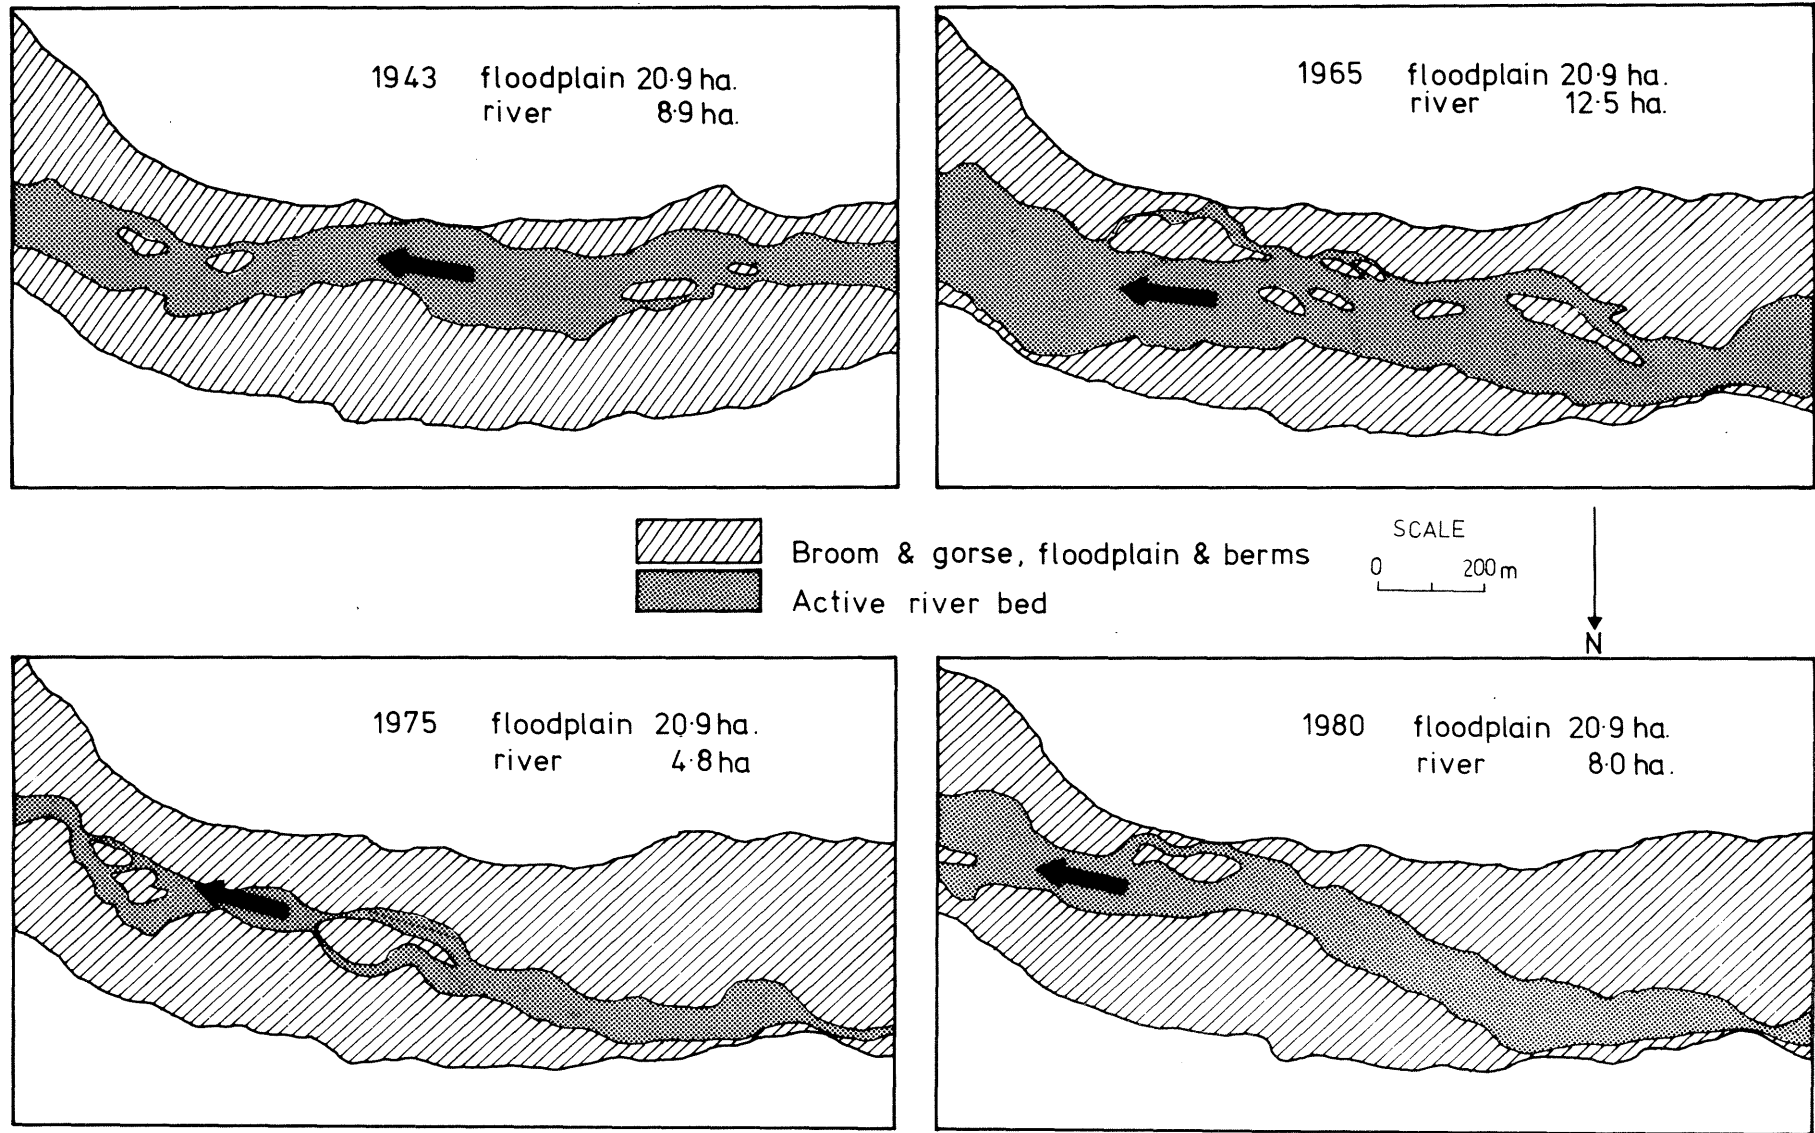 1943 floodplain 20·9 ha.
river 8·9 ha.
1965 floodplain 20·9 ha.
river 12·5 ha.
Broom & gorse, floodplain & berms
Active river bed
SCALE
0 200m
N
1975 floodplain 20·9 ha.
river 4·8 ha
1980 floodplain 20·9 ha.
river 8·0 ha.